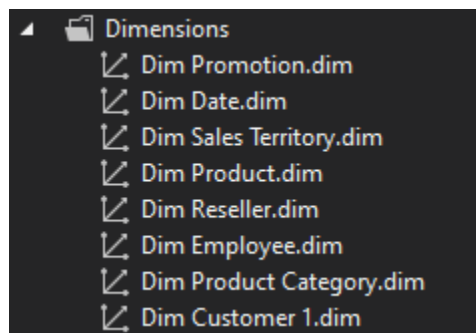 Dimensions
Dim Promotion.dim
Dim Date.dim
Dim Sales Territory.dim
Dim Product.dim
Dim Reseller.dim
Dim Employee.dim
Dim Product Category.dim
Dim Customer 1.dim